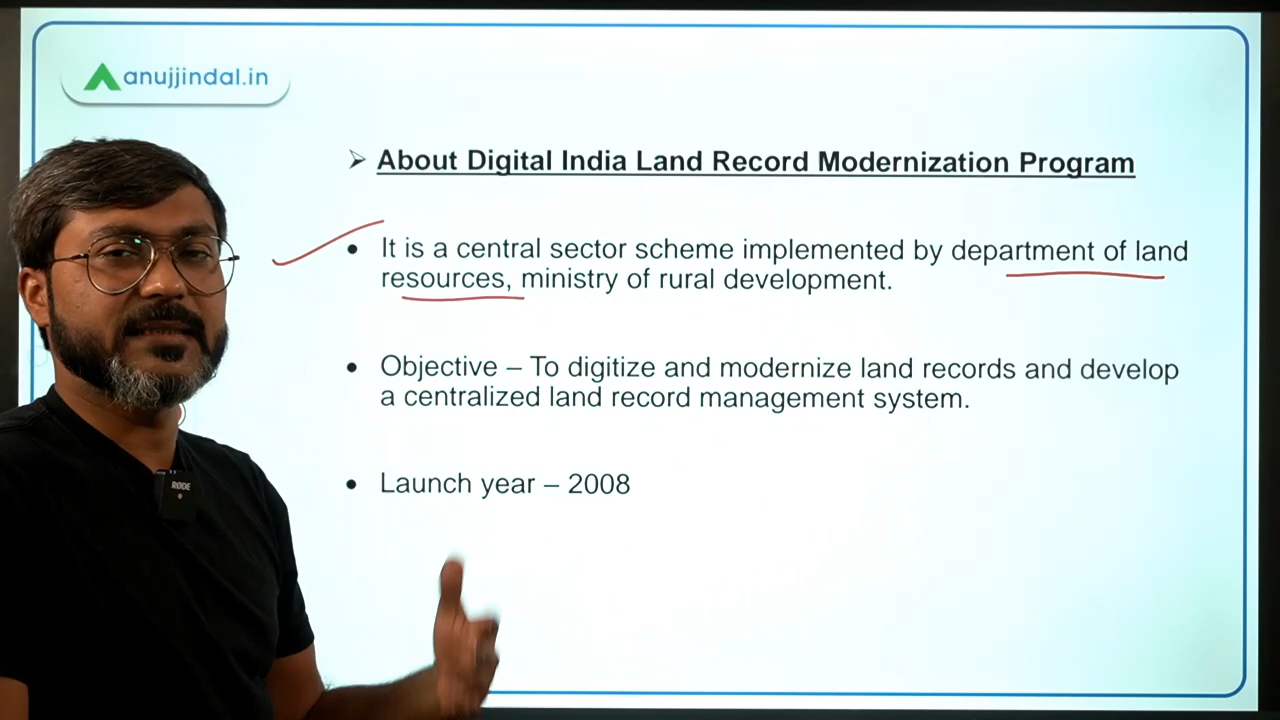 anujjindal.in
➢ About Digital India Land Record Modernization Program
• It is a central sector scheme implemented by department of land
resources, ministry of rural development.
• Objective – To digitize and modernize land records and develop
a centralized land record management system.
• Launch year – 2008
RØDE